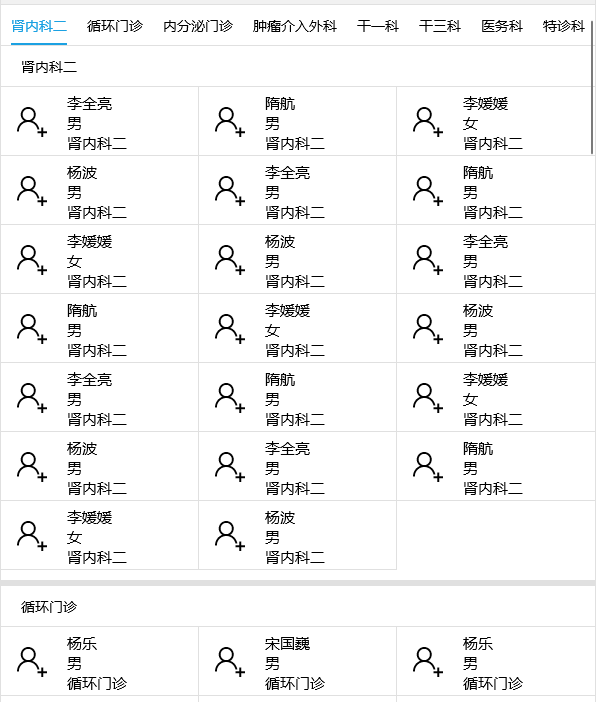 肾内科二 循环门诊 内分泌门诊 肿瘤介入外科 干一科 干三科 医务科 特诊科
肾内科二
李全亮 隋航 李媛媛
男 男 女
肾内科二 肾内科二 肾内科二
杨波 李全亮 隋航
男 男 男
肾内科二 肾内科二 肾内科二
李媛媛 杨波 李全亮
女 男 男
肾内科二 肾内科二 肾内科二
隋航 李媛媛 杨波
男 女 男
肾内科二 肾内科二 肾内科二
李全亮 隋航 李媛媛
男 男 女
肾内科二 肾内科二 肾内科二
杨波 李全亮 隋航
男 男 男
肾内科二 肾内科二 肾内科二
李媛媛 杨波
女 男
肾内科二 肾内科二
循环门诊
杨乐 宋国巍 杨乐
男 男 男
循环门诊 循环门诊 循环门诊